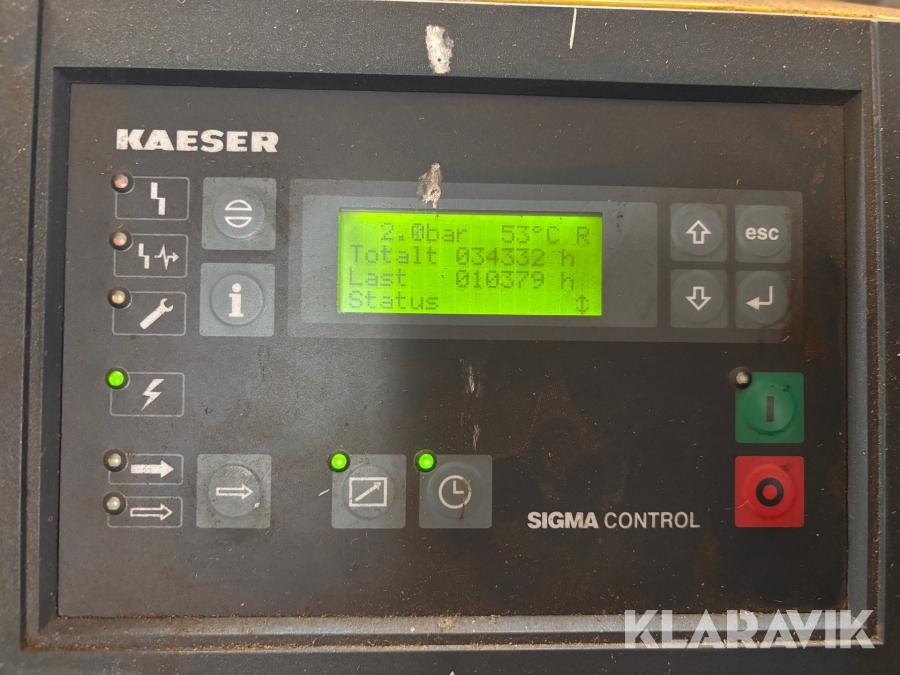 KAESER
2.0bar 53°C R
Totalt 034332 h
Last 010379 h
Status
esc
i
SIGMA CONTROL
KLARAVIK